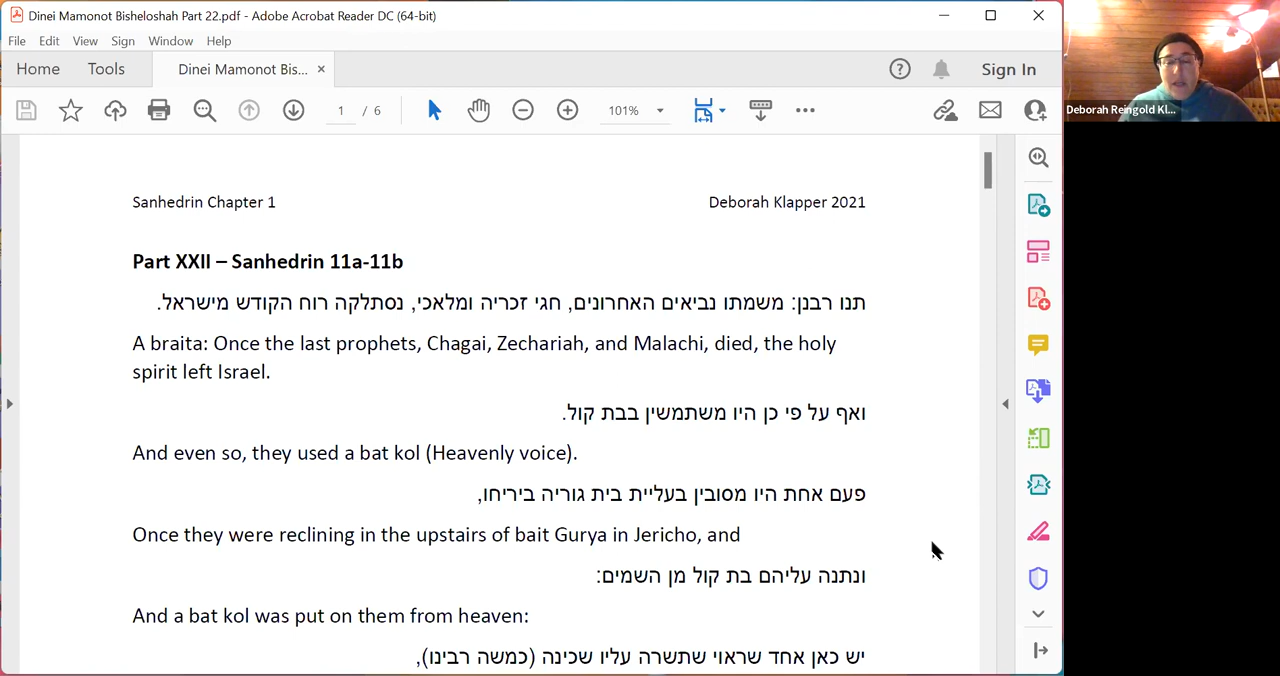 Dinei Mamonot Bisheloshah Part 22.pdf - Adobe Acrobat Reader DC (64-bit)
File Edit View Sign Window Help
Home Tools Dinei Mamonot Bis... × Sign In
1 / 6 101%
Deborah Reingold Kl...
Sanhedrin Chapter 1 Deborah Klapper 2021
Part XXII – Sanhedrin 11a-11b
תנו רבנן: משמתו נביאים האחרונים, חגי זכריה ומלאכי, נסתלקה רוח הקודש מישראל.
A braita: Once the last prophets, Chagai, Zechariah, and Malachi, died, the holy
spirit left Israel.
ואף על פי כן היו משתמשין בבת קול.
And even so, they used a bat kol (Heavenly voice).
פעם אחת היו מסובין בעליית בית גוריה ביריחו,
Once they were reclining in the upstairs of bait Gurya in Jericho, and
ונתנה עליהם בת קול מן השמים:
And a bat kol was put on them from heaven:
יש כאן אחד שראוי שתשרה עליו שכינה (כמשה רבינו),